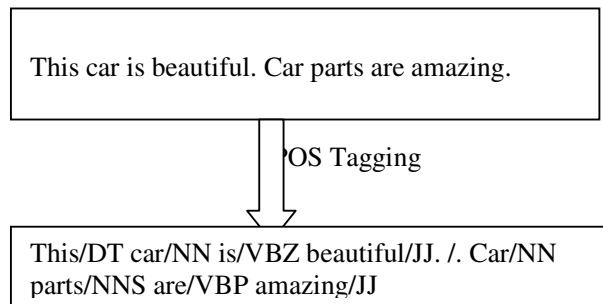 This car is beautiful. Car parts are amazing.
POS Tagging
This/DT car/NN is/VBZ beautiful/JJ. /. Car/NN
parts/NNS are/VBP amazing/JJ